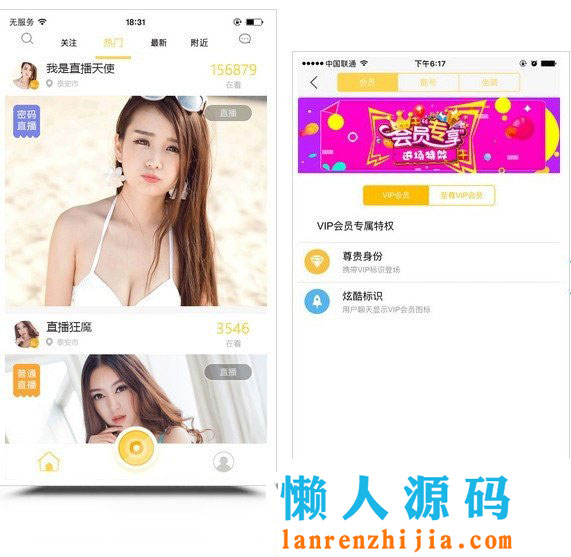 无服务 18:31
关注 热门 最新 附近
我是直播天使 156879
泰安市 在看
密码直播 直播
直播狂魔 3546
泰安市 在看
普通直播 直播
中国联通 下午6:17
会员 靓号 坐骑
会员专享
进场特效
VIP会员 至尊VIP会员
VIP会员专属特权
尊贵身份
携带VIP标识登场
炫酷标识
用户聊天显示VIP会员图标
懒人源码
lanrenzhijia.com